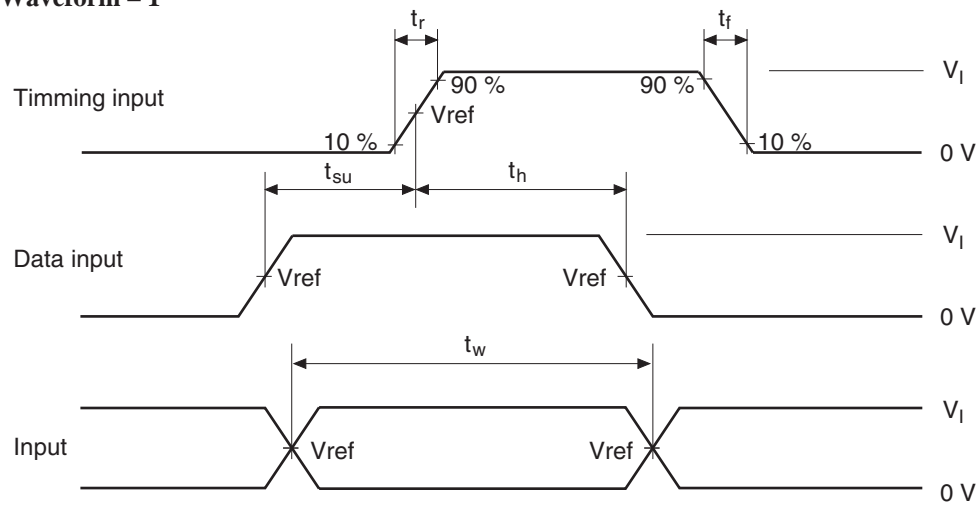 Waveform – 1
tr
tf
VI
90 %
90 %
Timming input
Vref
10 %
10 %
0 V
tsu
th
VI
Data input
Vref
Vref
0 V
tw
VI
Input
Vref
Vref
0 V